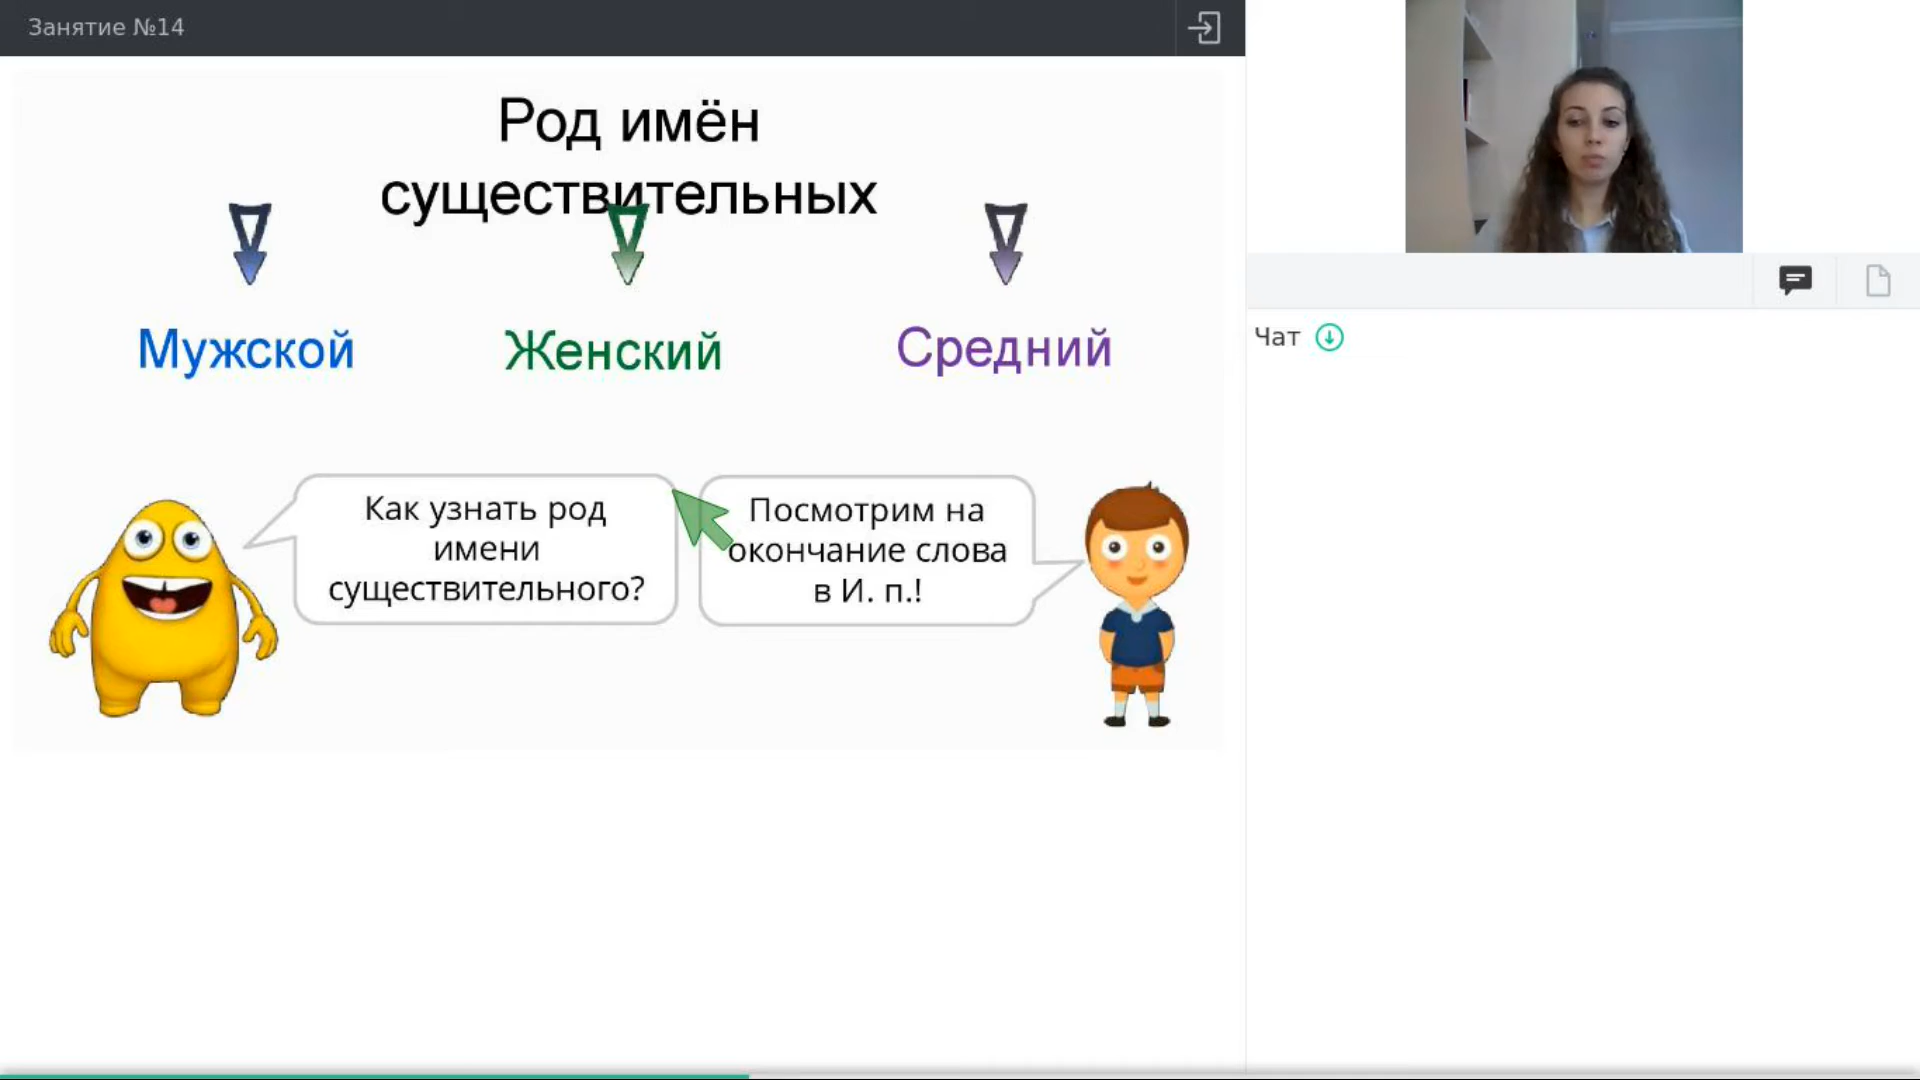 Занятие №14
Род имён
существительных
Мужской
Женский
Средний
Как узнать род
имени
существительного?
Посмотрим на
окончание слова
в И. п.!
Чат